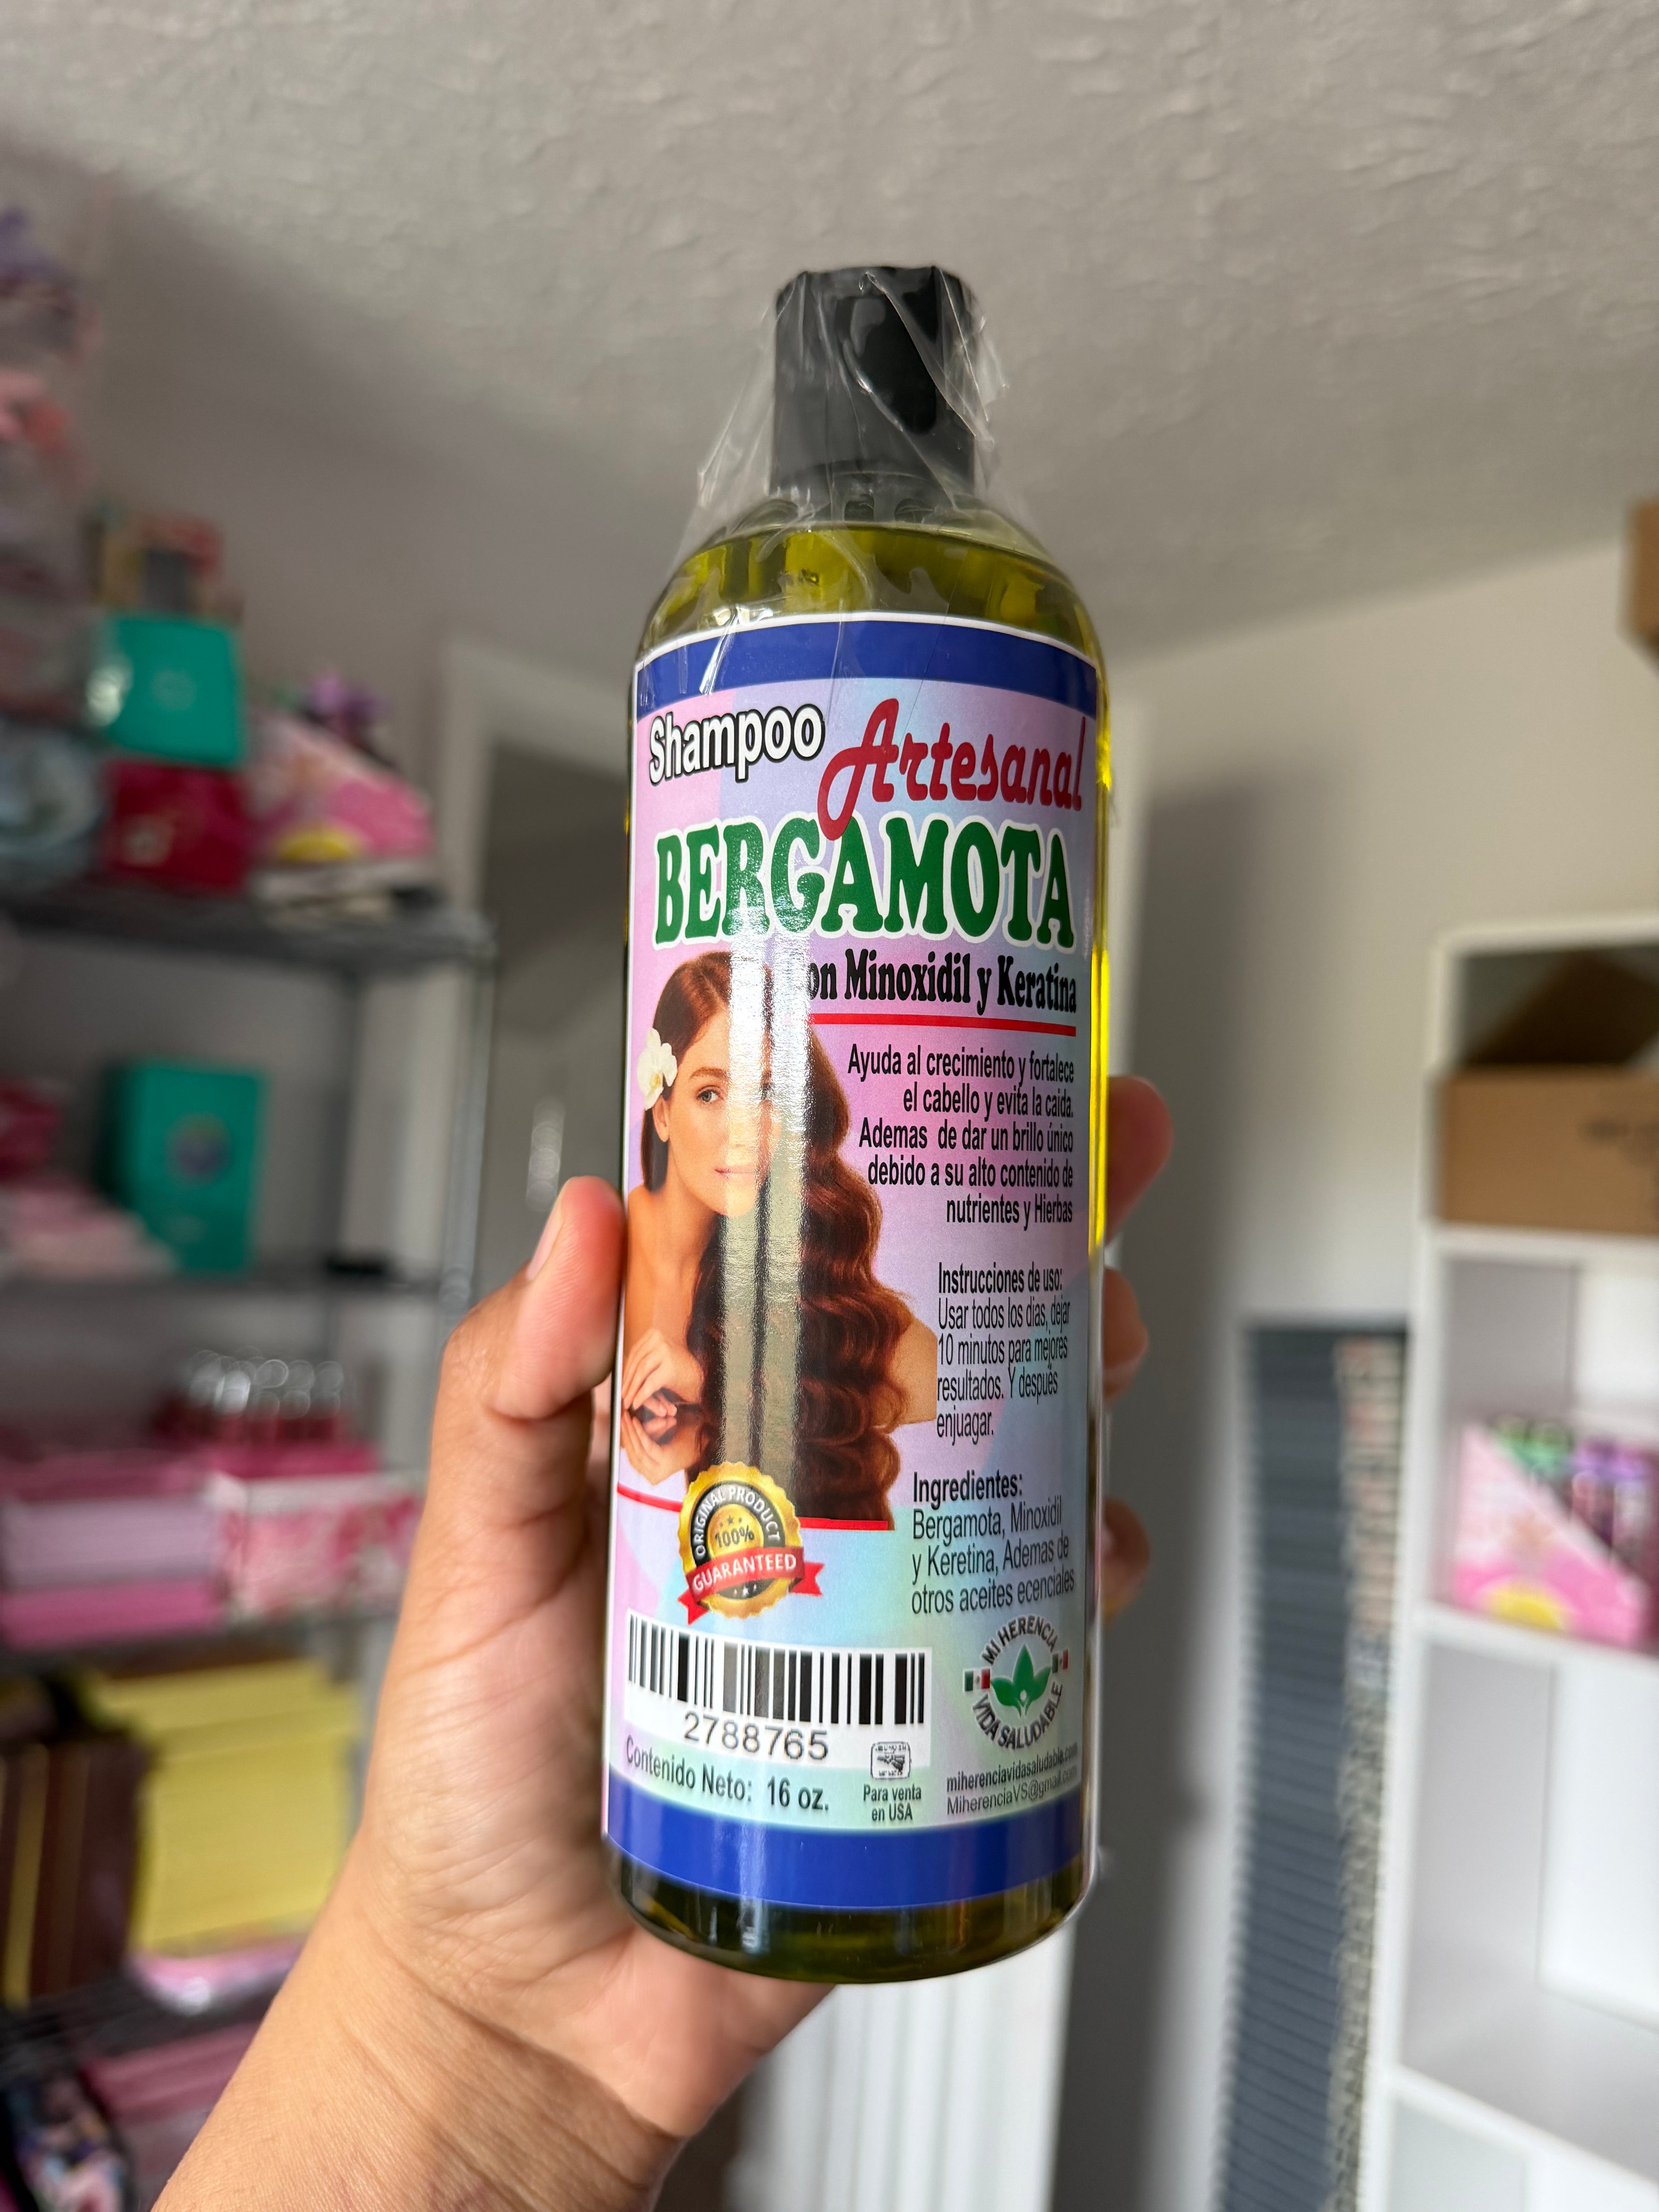 Shampoo Artesanal
BERGAMOTA
on Minoxidil y Keratina
Ayuda al crecimiento y fortalece
el cabello y evita la caida.
Ademas de dar un brillo único
debido a su alto contenido de
nutrientes y Hierbas
Instrucciones de uso:
Usar todos los dias, dejar
10 minutos para mejores
resultados. Y después
enjuagar.
Ingredientes:
Bergamota, Minoxidil
y Keretina, Ademas de
otros aceites ecenciales
ORIGINAL PRODUCT
100%
GUARANTEED
MI HERENCIA
VIDA SALUDABLE
2788765
Contenido Neto: 16 oz.
Para venta
en USA
miherenciavidasaludable.com
MiherenciaVS@gmail.com